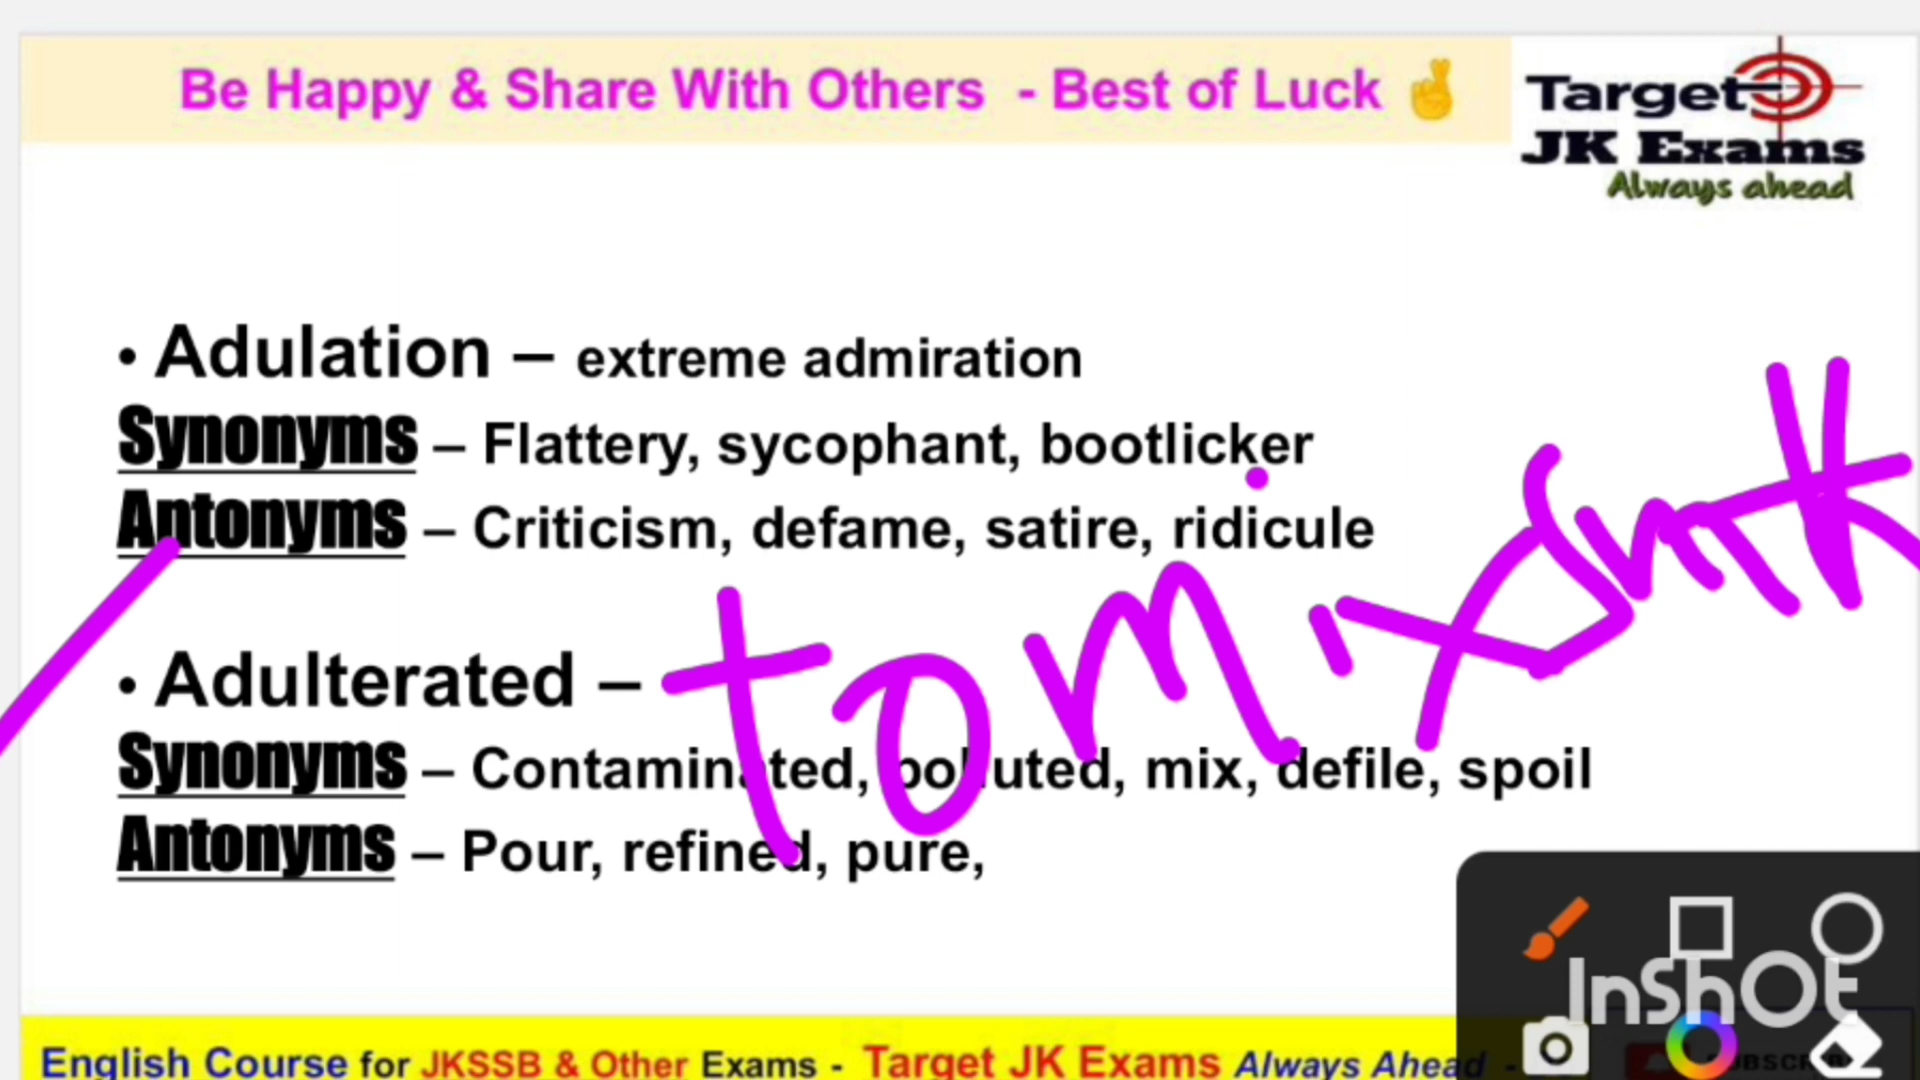 Be Happy & Share With Others - Best of Luck
Target
JK Exams
Always ahead
• Adulation – extreme admiration
Synonyms – Flattery, sycophant, bootlicker
Antonyms – Criticism, defame, satire, ridicule
• Adulterated – to mix
Synonyms – Contaminated, polluted, mix, defile, spoil
Antonyms – Pour, refined, pure,
InShOt
English Course for JKSSB & Other Exams - Target JK Exams Always Ahead -